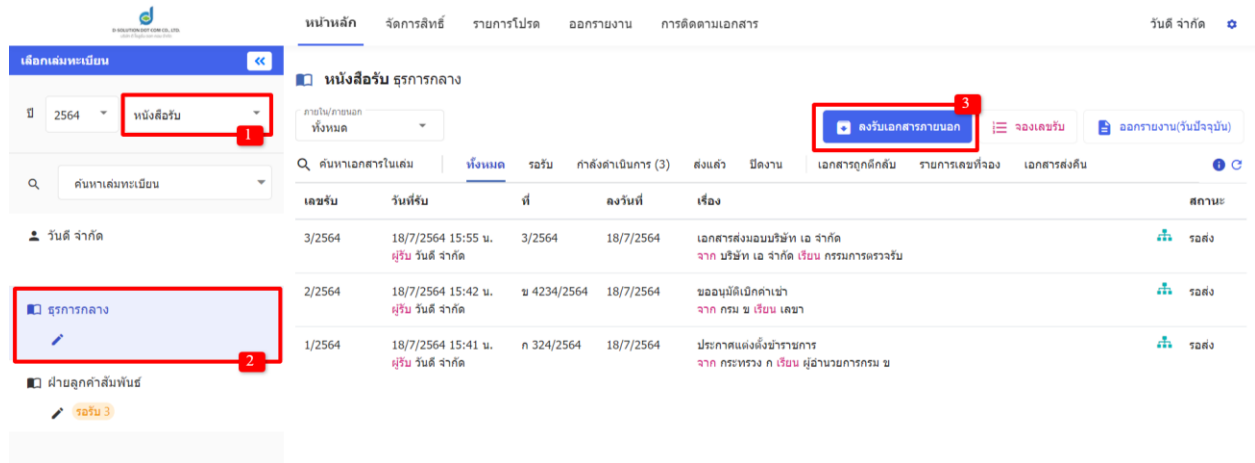 D-SOLUTION DOT COM CO., LTD.
หน้าหลัก จัดการสิทธิ์ รายการโปรด ออกรายงาน การติดตามเอกสาร วันดี จำกัด
เลือกเล่มทะเบียน
หนังสือรับ ธุรการกลาง
ปี 2564 หนังสือรับ 1
ภายใน/ภายนอก
ทั้งหมด
3
ลงรับเอกสารภายนอก จองเลขรับ ออกรายงาน(วันปัจจุบัน)
ค้นหาเอกสารในเล่ม ทั้งหมด รอรับ กำลังดำเนินการ (3) ส่งแล้ว ปิดงาน เอกสารถูกดึกลับ รายการเลขที่จอง เอกสารส่งคืน
ค้นหาเล่มทะเบียน
เลขรับ วันที่รับ ที่ ลงวันที่ เรื่อง สถานะ
วันดี จำกัด
3/2564 18/7/2564 15:55 น. 3/2564 18/7/2564 เอกสารส่งมอบบริษัท เอ จำกัด รอส่ง
ผู้รับ วันดี จำกัด จาก บริษัท เอ จำกัด เรียน กรรมการตรวจรับ
2/2564 18/7/2564 15:42 น. ข 4234/2564 18/7/2564 ขออนุมัติเบิกค่าเช่า รอส่ง
ผู้รับ วันดี จำกัด จาก กรม ข เรียน เลขา
ธุรการกลาง
2
1/2564 18/7/2564 15:41 น. ก 324/2564 18/7/2564 ประกาศแต่งตั้งข้าราชการ รอส่ง
ผู้รับ วันดี จำกัด จาก กระทรวง ก เรียน ผู้อำนวยการกรม ข
ฝ่ายลูกค้าสัมพันธ์
รอรับ 3